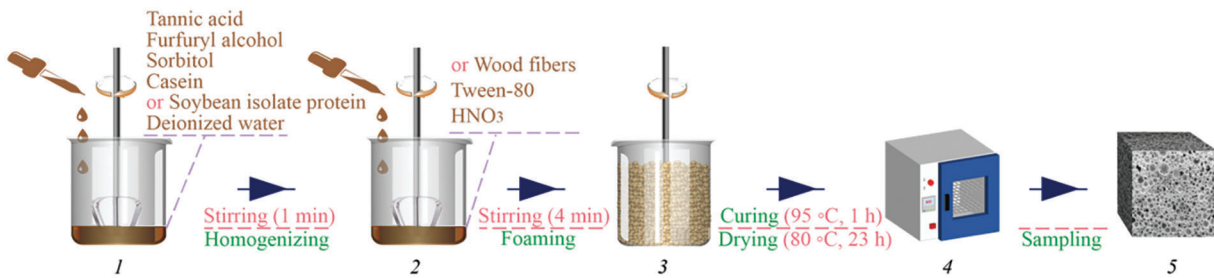 Tannic acid
Furfuryl alcohol
Sorbitol
Casein
or Soybean isolate protein
Deionized water
or Wood fibers
Tween-80
HNO3
Stirring (1 min)
Homogenizing
Stirring (4 min)
Foaming
Curing (95 °C, 1 h)
Drying (80 °C, 23 h)
Sampling
1
2
3
4
5